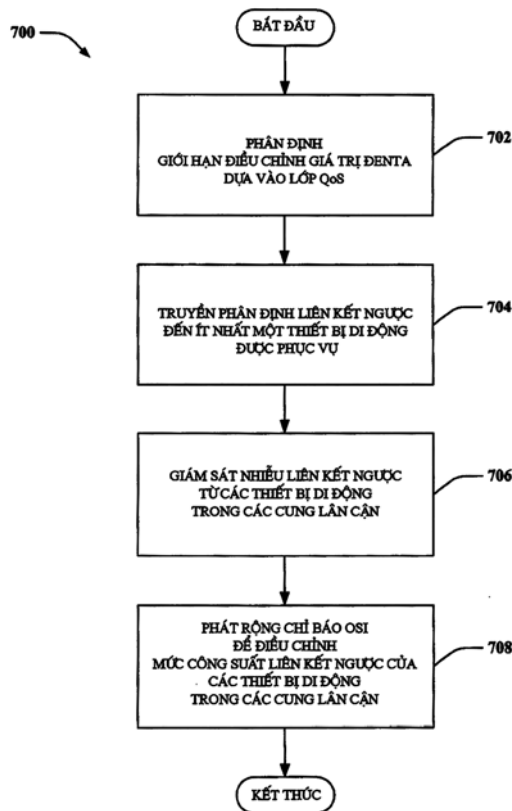 700
BẮT ĐẦU
PHÂN ĐỊNH
GIỚI HẠN ĐIỀU CHỈNH GIÁ TRỊ ĐENTA
DỰA VÀO LỚP QoS
702
TRUYỀN PHÂN ĐỊNH LIÊN KẾT NGƯỢC
ĐẾN ÍT NHẤT MỘT THIẾT BỊ DI ĐỘNG
ĐƯỢC PHỤC VỤ
704
GIÁM SÁT NHIỄU LIÊN KẾT NGƯỢC
TỪ CÁC THIẾT BỊ DI ĐỘNG
TRONG CÁC CUNG LÂN CẬN
706
PHÁT RỘNG CHỈ BÁO OSI
ĐỂ ĐIỀU CHỈNH
MỨC CÔNG SUẤT LIÊN KẾT NGƯỢC CỦA
CÁC THIẾT BỊ DI ĐỘNG
TRONG CÁC CUNG LÂN CẬN
708
KẾT THÚC